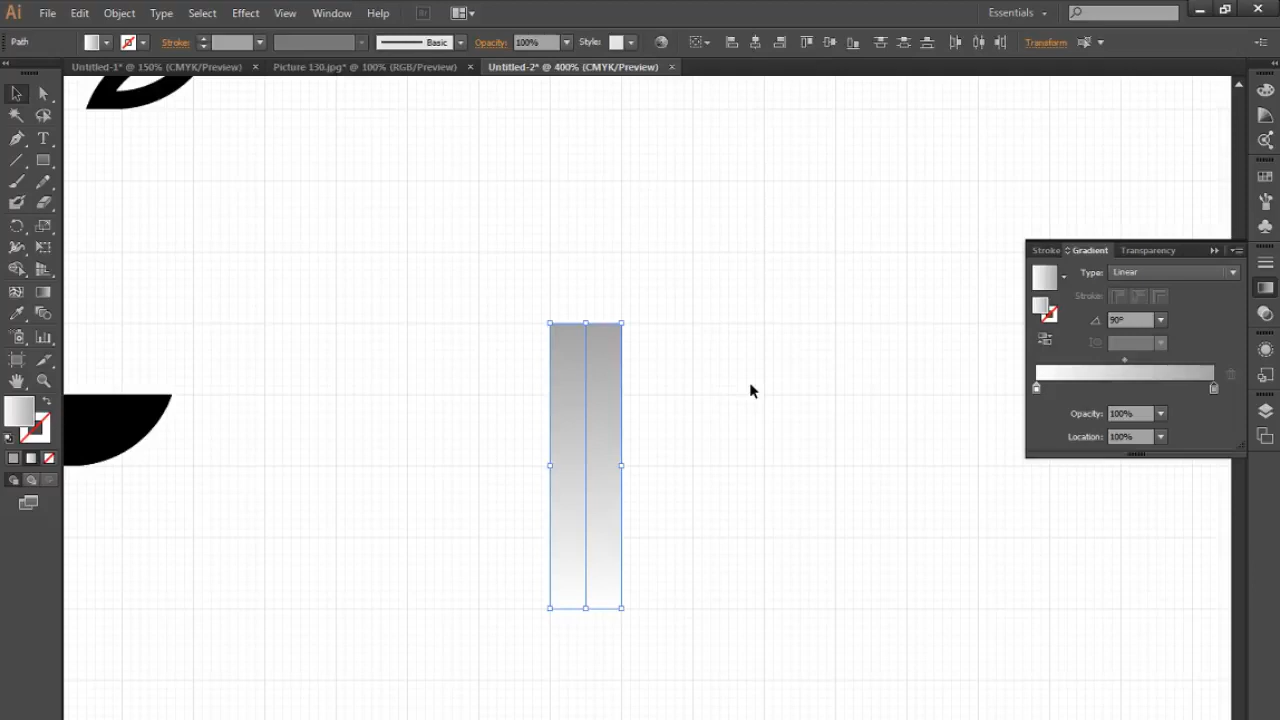 Ai File Edit Object Type Select Effect View Window Help Br Essentials
Path Stroke: Basic Opacity: 100% Style: Transform
Untitled-1* @ 150% (CMYK/Preview) × Picture 130.jpg* @ 100% (RGB/Preview) × Untitled-2* @ 400% (CMYK/Preview) ×
Stroke Gradient Transparency
Type: Linear
Stroke:
90°
Opacity: 100%
Location: 100%